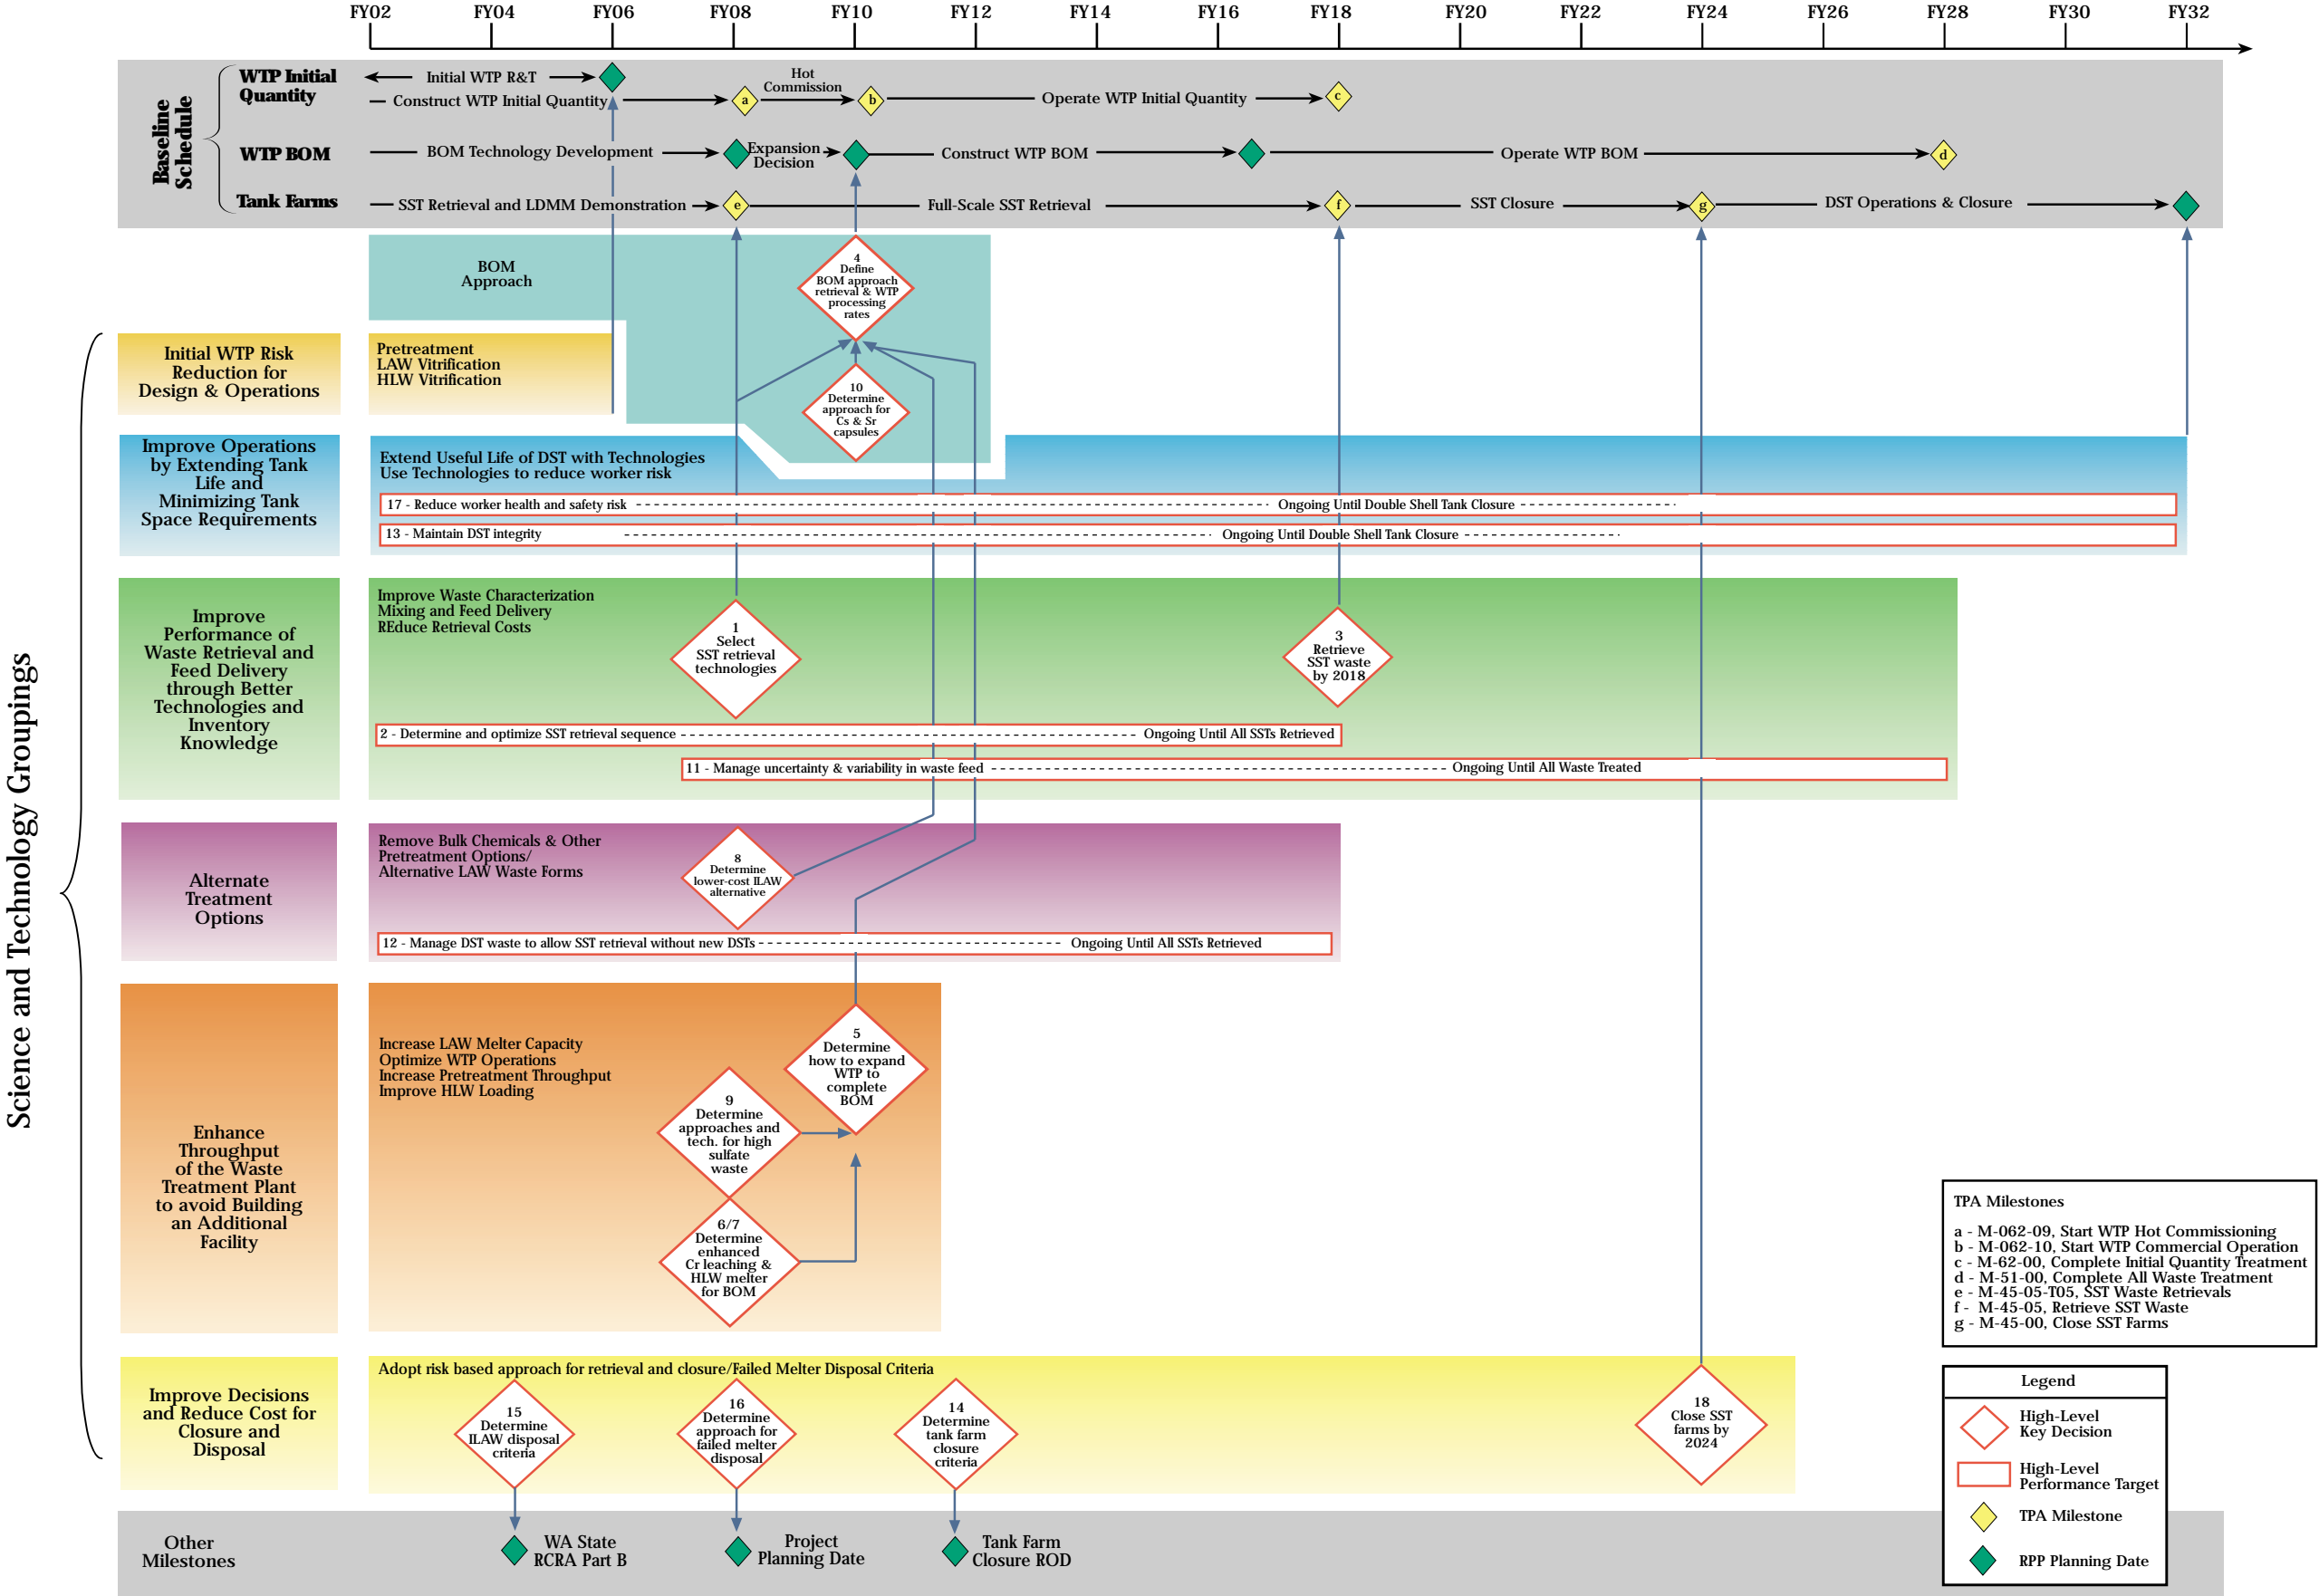 FY02 FY04 FY06 FY08 FY10 FY12 FY14 FY16 FY18 FY20 FY22 FY24 FY26 FY28 FY30 FY32
Baseline
Schedule
WTP Initial
Quantity
Initial WTP R&T
Construct WTP Initial Quantity
a
Hot
Commission
b
Operate WTP Initial Quantity
c
WTP BOM
BOM Technology Development
Expansion
Decision
Construct WTP BOM
Operate WTP BOM
d
Tank Farms
SST Retrieval and LDMM Demonstration
e
Full-Scale SST Retrieval
f
SST Closure
g
DST Operations & Closure
BOM
Approach
4
Define
BOM approach
retrieval & WTP
processing
rates
10
Determine
approach for
Cs & Sr
capsules
Science and Technology Groupings
Initial WTP Risk
Reduction for
Design & Operations
Pretreatment
LAW Vitrification
HLW Vitrification
Improve Operations
by Extending Tank
Life and
Minimizing Tank
Space Requirements
Extend Useful Life of DST with Technologies
Use Technologies to reduce worker risk
17 - Reduce worker health and safety risk
Ongoing Until Double Shell Tank Closure
13 - Maintain DST integrity
Ongoing Until Double Shell Tank Closure
Improve
Performance of
Waste Retrieval and
Feed Delivery
through Better
Technologies and
Inventory
Knowledge
Improve Waste Characterization
Mixing and Feed Delivery
REduce Retrieval Costs
1
Select
SST retrieval
technologies
3
Retrieve
SST waste
by 2018
2 - Determine and optimize SST retrieval sequence
Ongoing Until All SSTs Retrieved
11 - Manage uncertainty & variability in waste feed
Ongoing Until All Waste Treated
Alternate
Treatment
Options
Remove Bulk Chemicals & Other
Pretreatment Options/
Alternative LAW Waste Forms
8
Determine
lower-cost ILAW
alternative
12 - Manage DST waste to allow SST retrieval without new DSTs
Ongoing Until All SSTs Retrieved
Enhance
Throughput
of the Waste
Treatment Plant
to avoid Building
an Additional
Facility
Increase LAW Melter Capacity
Optimize WTP Operations
Increase Pretreatment Throughput
Improve HLW Loading
5
Determine
how to expand
WTP to
complete
BOM
9
Determine
approaches and
tech. for high
sulfate
waste
6/7
Determine
enhanced
Cr leaching &
HLW melter
for BOM
Improve Decisions
and Reduce Cost for
Closure and
Disposal
Adopt risk based approach for retrieval and closure/Failed Melter Disposal Criteria
15
Determine
ILAW disposal
criteria
16
Determine
approach for
failed melter
disposal
14
Determine
tank farm
closure
criteria
18
Close SST
farms by
2024
Other
Milestones
WA State
RCRA Part B
Project
Planning Date
Tank Farm
Closure ROD
TPA Milestones
a - M-062-09, Start WTP Hot Commissioning
b - M-062-10, Start WTP Commercial Operation
c - M-62-00, Complete Initial Quantity Treatment
d - M-51-00, Complete All Waste Treatment
e - M-45-05-T05, SST Waste Retrievals
f - M-45-05, Retrieve SST Waste
g - M-45-00, Close SST Farms
Legend
High-Level
Key Decision
High-Level
Performance Target
TPA Milestone
RPP Planning Date